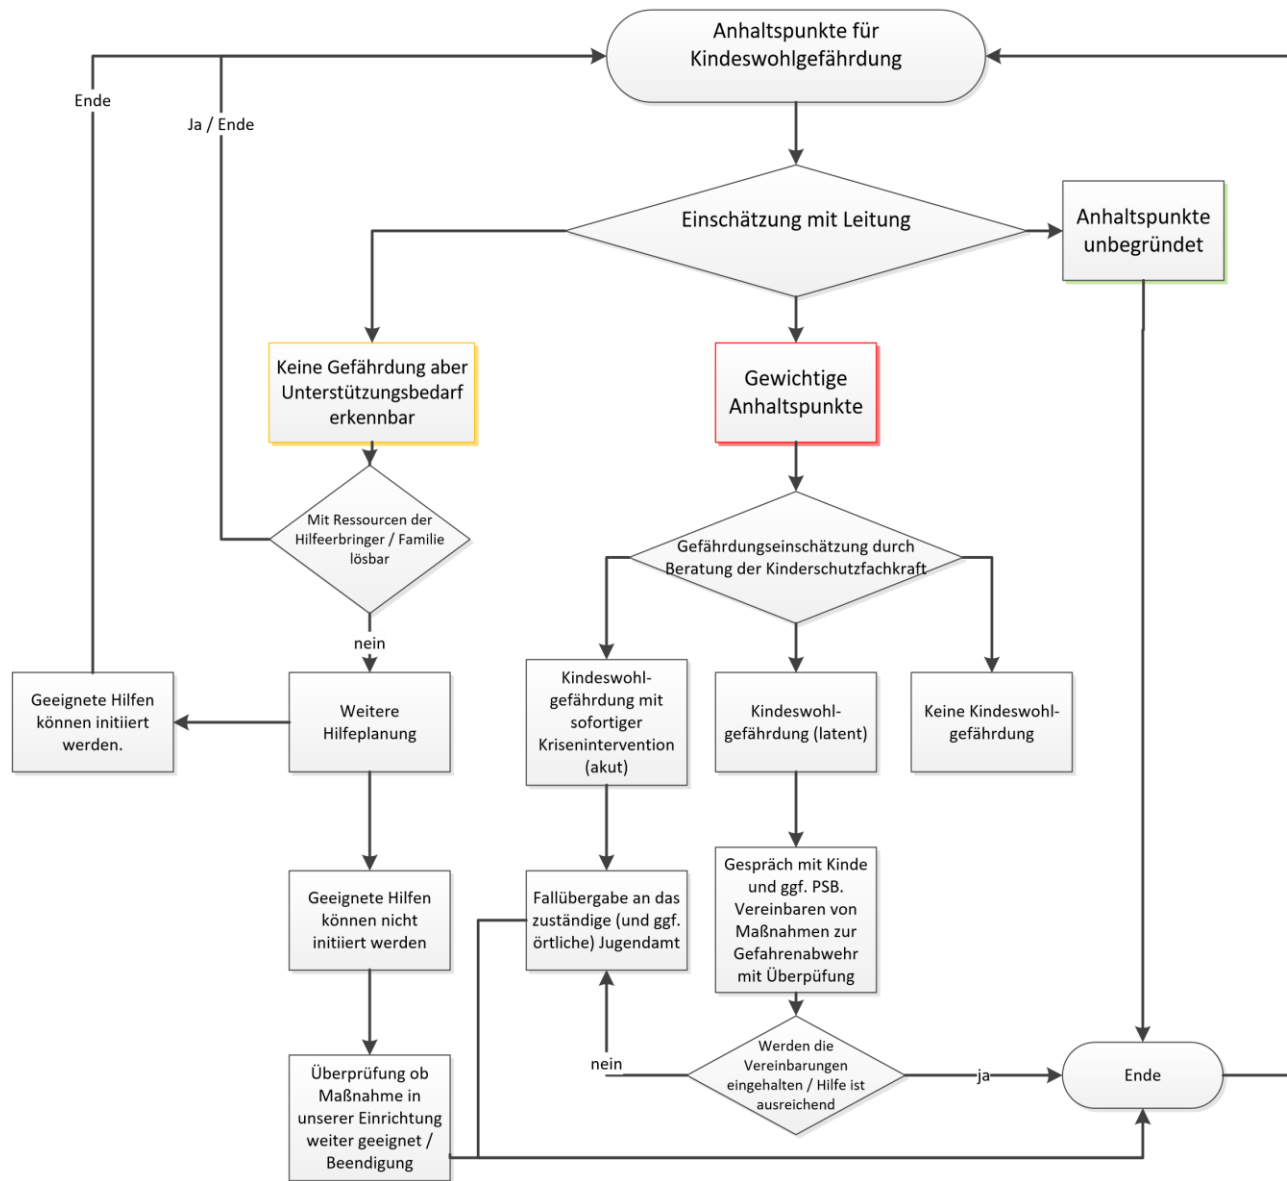 Anhaltspunkte für
Kindeswohlgefährdung
Ende
Ja / Ende
Einschätzung mit Leitung
Anhaltspunkte
unbegründet
Keine Gefährdung aber
Unterstützungsbedarf
erkennbar
Gewichtige
Anhaltspunkte
Mit Ressourcen der
Hilfeerbringer / Familie
lösbar
Gefährdungseinschätzung durch
Beratung der Kinderschutzfachkraft
nein
Geeignete Hilfen
können initiiert
werden.
Weitere
Hilfeplanung
Kindeswohl-
gefährdung mit
sofortiger
Krisenintervention
(akut)
Kindeswohl-
gefährdung (latent)
Keine Kindeswohl-
gefährdung
Geeignete Hilfen
können nicht
initiiert werden
Fallübergabe an das
zuständige (und ggf.
örtliche) Jugendamt
Gespräch mit Kinde
und ggf. PSB.
Vereinbaren von
Maßnahmen zur
Gefahrenabwehr
mit Überpüfung
Überprüfung ob
Maßnahme in
unserer Einrichtung
weiter geeignet /
Beendigung
nein
Werden die
Vereinbarungen
eingehalten / Hilfe ist
ausreichend
ja
Ende